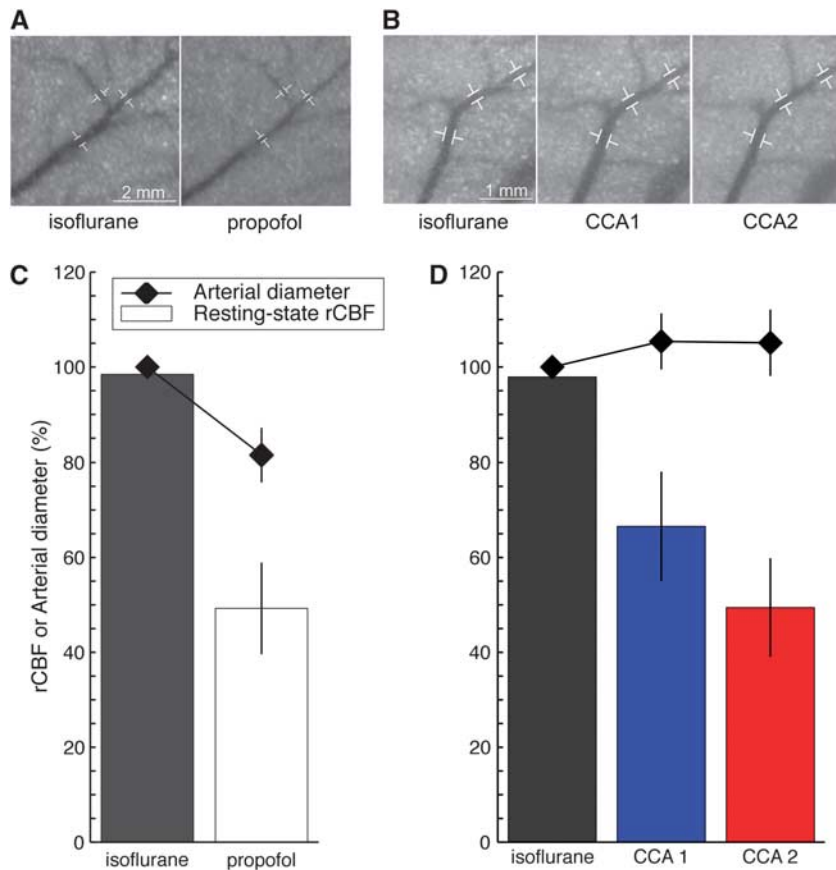 A
B
2 mm
1 mm
isoflurane
propofol
isoflurane
CCA1
CCA2
C
D
Arterial diameter
Resting-state rCBF
rCBF or Arterial diameter (%)
120
100
80
60
40
20
0
isoflurane
propofol
120
100
80
60
40
20
0
isoflurane
CCA 1
CCA 2